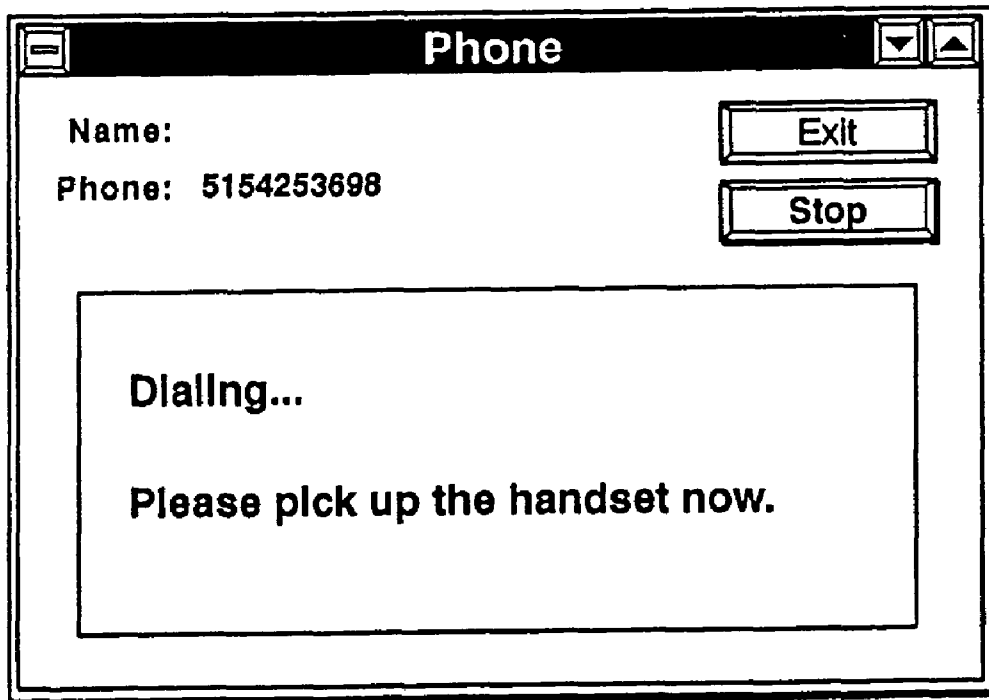 Phone
Name:
Exit
Phone: 5154253698
Stop
Dialing...
Please pick up the handset now.